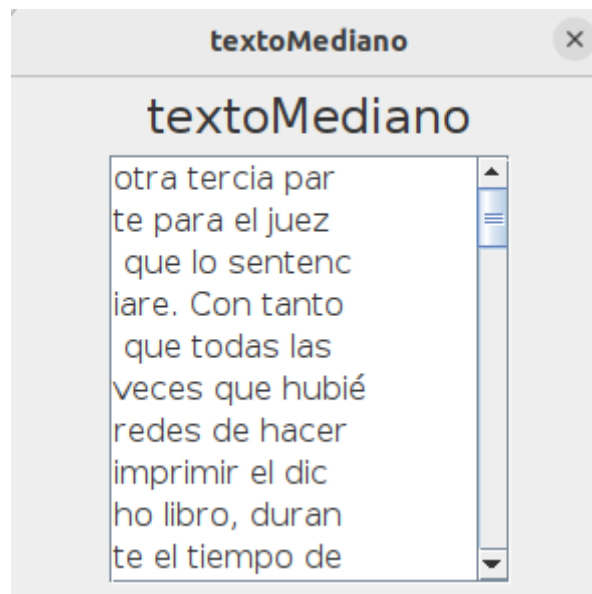 textoMediano
textoMediano
otra tercia par
te para el juez
 que lo sentenc
iare. Con tanto
 que todas las
veces que hubié
redes de hacer
imprimir el dic
ho libro, duran
te el tiempo de